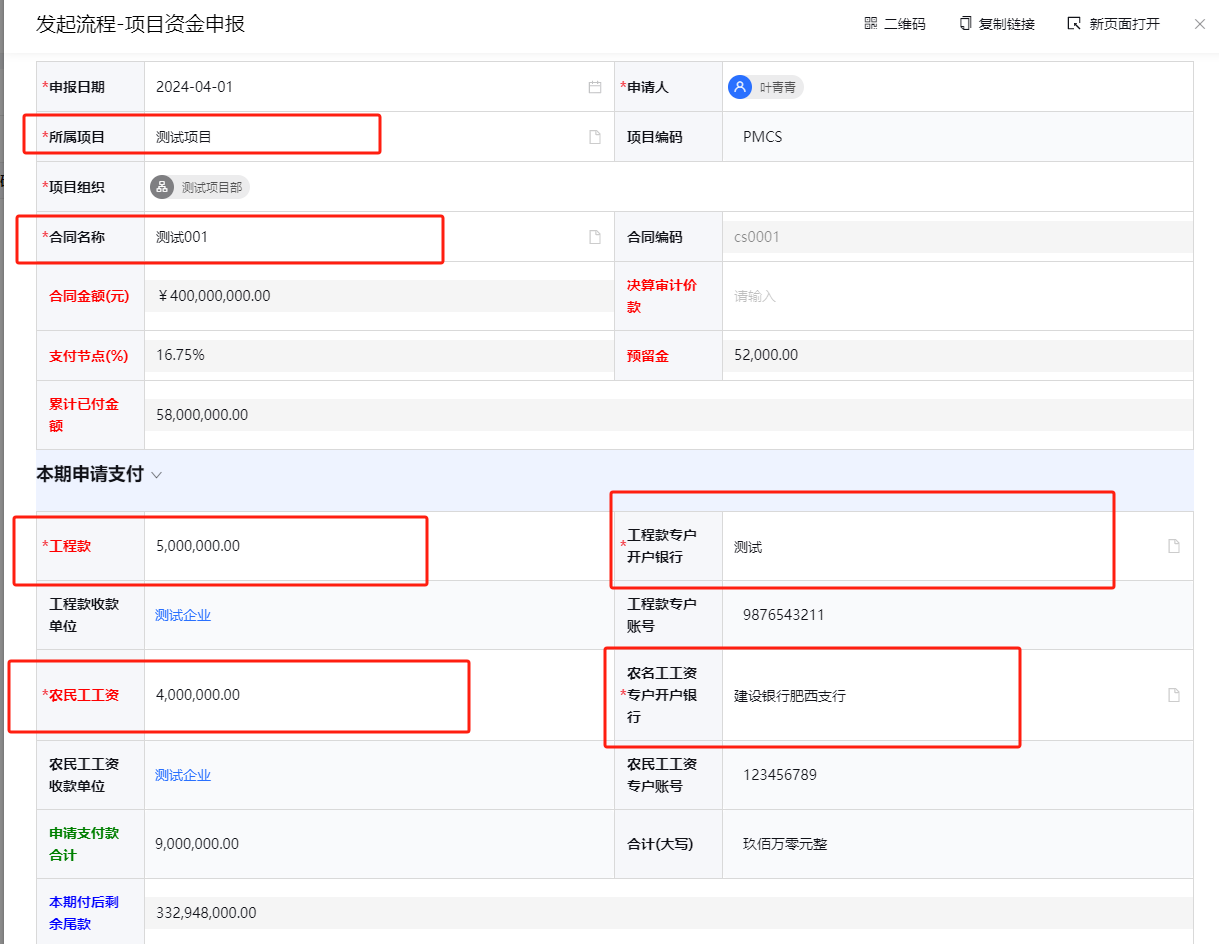 发起流程-项目资金申报
二维码 复制链接 新页面打开
*申报日期 2024-04-01 *申请人 叶青青
*所属项目 测试项目 项目编码 PMCS
*项目组织 测试项目部
*合同名称 测试001 合同编码 cs0001
合同金额(元) ￥400,000,000.00 决算审计价
款 请输入
支付节点(%) 16.75% 预留金 52,000.00
累计已付金
额 58,000,000.00
本期申请支付
*工程款 5,000,000.00 *工程款专户
开户银行 测试
工程款收款
单位 测试企业 工程款专户
账号 9876543211
*农民工工资 4,000,000.00 农名工工资
*专户开户银
行 建设银行肥西支行
农民工工资
收款单位 测试企业 农民工工资
专户账号 123456789
申请支付款
合计 9,000,000.00 合计(大写) 玖佰万零元整
本期付后剩
余尾款 332,948,000.00